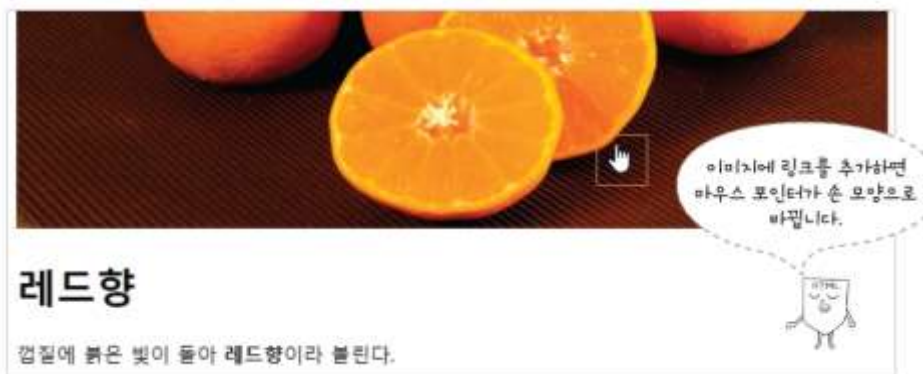 이미지에 링크를 추가하면
마우스 포인터가 손 모양으로
바뀝니다.
HTML
레드향
껍질에 붉은 빛이 돌아 레드향이라 불린다.